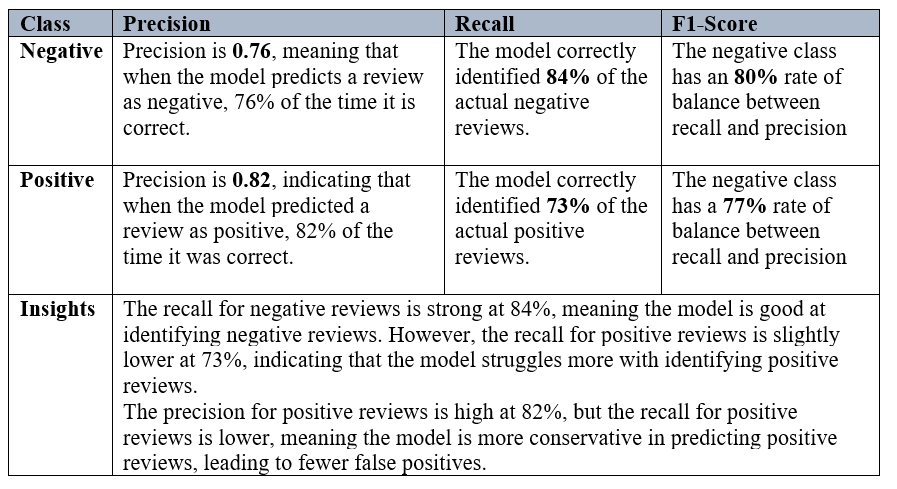 Class Precision Recall F1-Score
Negative
Precision is 0.76, meaning that
when the model predicts a review
as negative, 76% of the time it is
correct.
The model correctly
identified 84% of the
actual negative
reviews.
The negative class
has an 80% rate of
balance between
recall and precision
Positive
Precision is 0.82, indicating that
when the model predicted a
review as positive, 82% of the
time it was correct.
The model correctly
identified 73% of the
actual positive
reviews.
The negative class
has a 77% rate of
balance between
recall and precision
Insights
The recall for negative reviews is strong at 84%, meaning the model is good at
identifying negative reviews. However, the recall for positive reviews is slightly
lower at 73%, indicating that the model struggles more with identifying positive
reviews.
The precision for positive reviews is high at 82%, but the recall for positive
reviews is lower, meaning the model is more conservative in predicting positive
reviews, leading to fewer false positives.